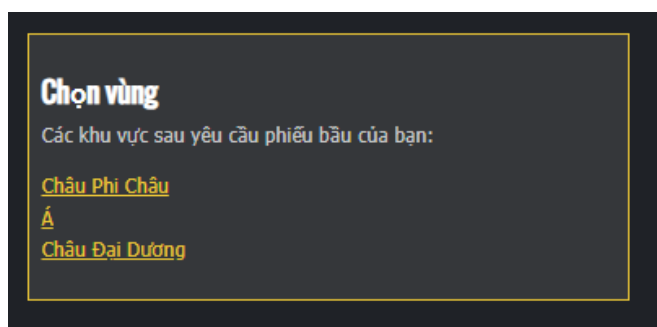 Chọn vùng
Các khu vực sau yêu cầu phiếu bầu của bạn:
Châu Phi Châu
Á
Châu Đại Dương